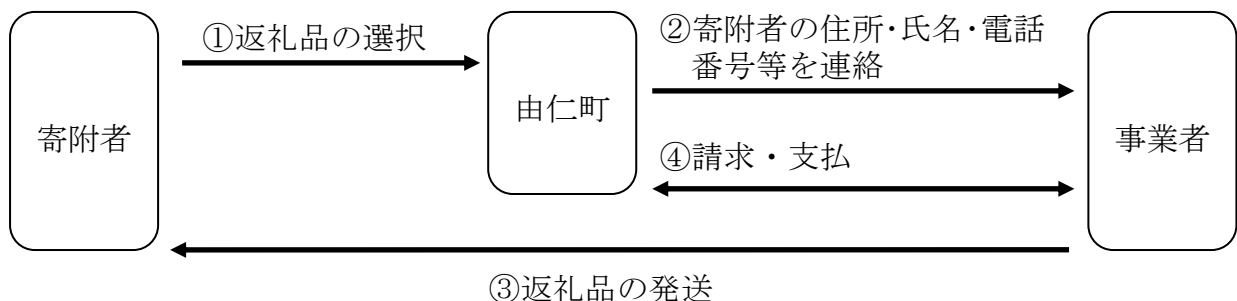 ①返礼品の選択
②寄附者の住所・氏名・電話
番号等を連絡
寄附者
由仁町
事業者
④請求・支払
③返礼品の発送